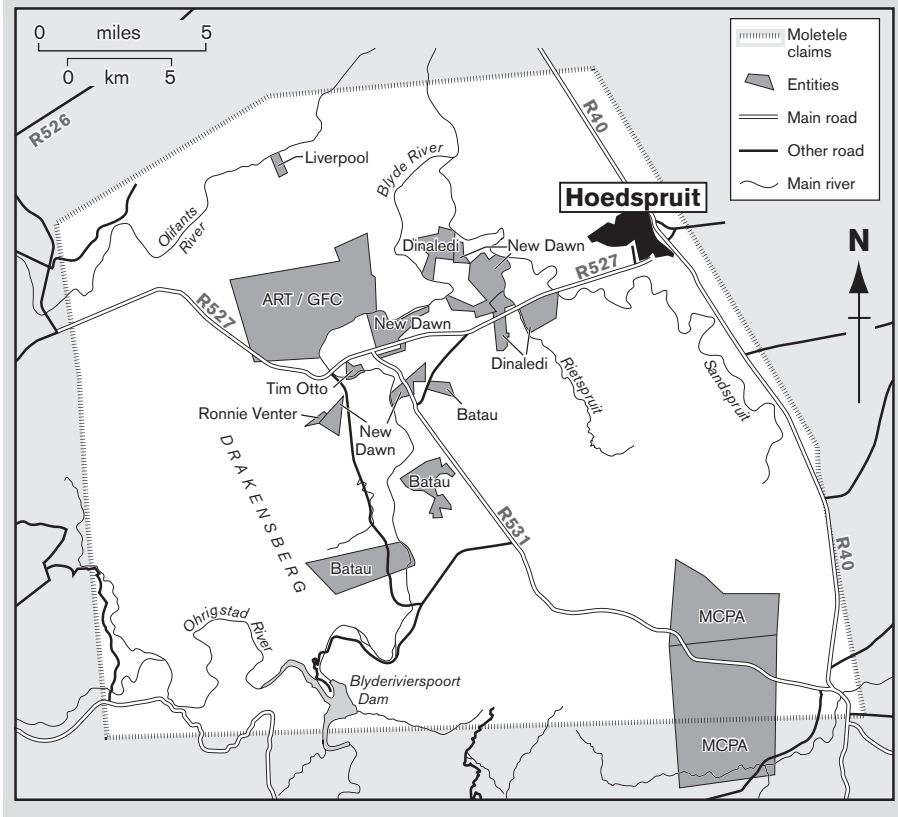 0 miles 5
0 km 5
Moletele
claims
Entities
Main road
Other road
Main river
R526
R40
Liverpool
Blyde River
Hoedspruit
Olifants
River
Dinaledi
New Dawn
R527
N
ART / GFC
R527
New Dawn
Dinaledi
Tim Otto
Rietspruit
Sandspruit
Ronnie Venter
Batau
New
Dawn
DRAKENSBERG
Batau
R531
R40
Batau
Ohrigstad River
MCPA
Blyderivierspoort
Dam
MCPA